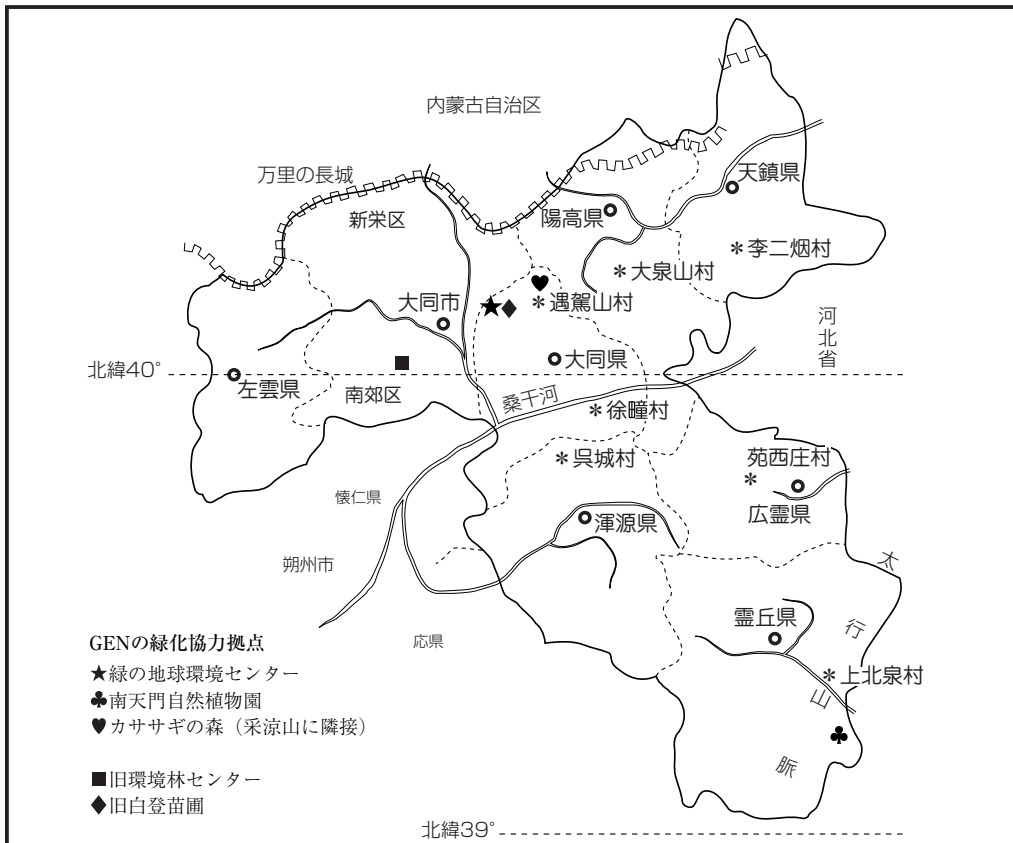 内蒙古自治区
万里の長城
天鎮県
新栄区
陽高県
李二烟村
大泉山村
大同市
遇駕山村
河北省
大同県
北緯40°
左雲県
南郊区
桑干河
徐疃村
呉城村
苑西庄村
懐仁県
広霊県
渾源県
朔州市
太行山脈
霊丘県
応県
上北泉村
GENの緑化協力拠点
★緑の地球環境センター
♣南天門自然植物園
♥カササギの森（采涼山に隣接）
■旧環境林センター
◆旧白登苗圃
北緯39°